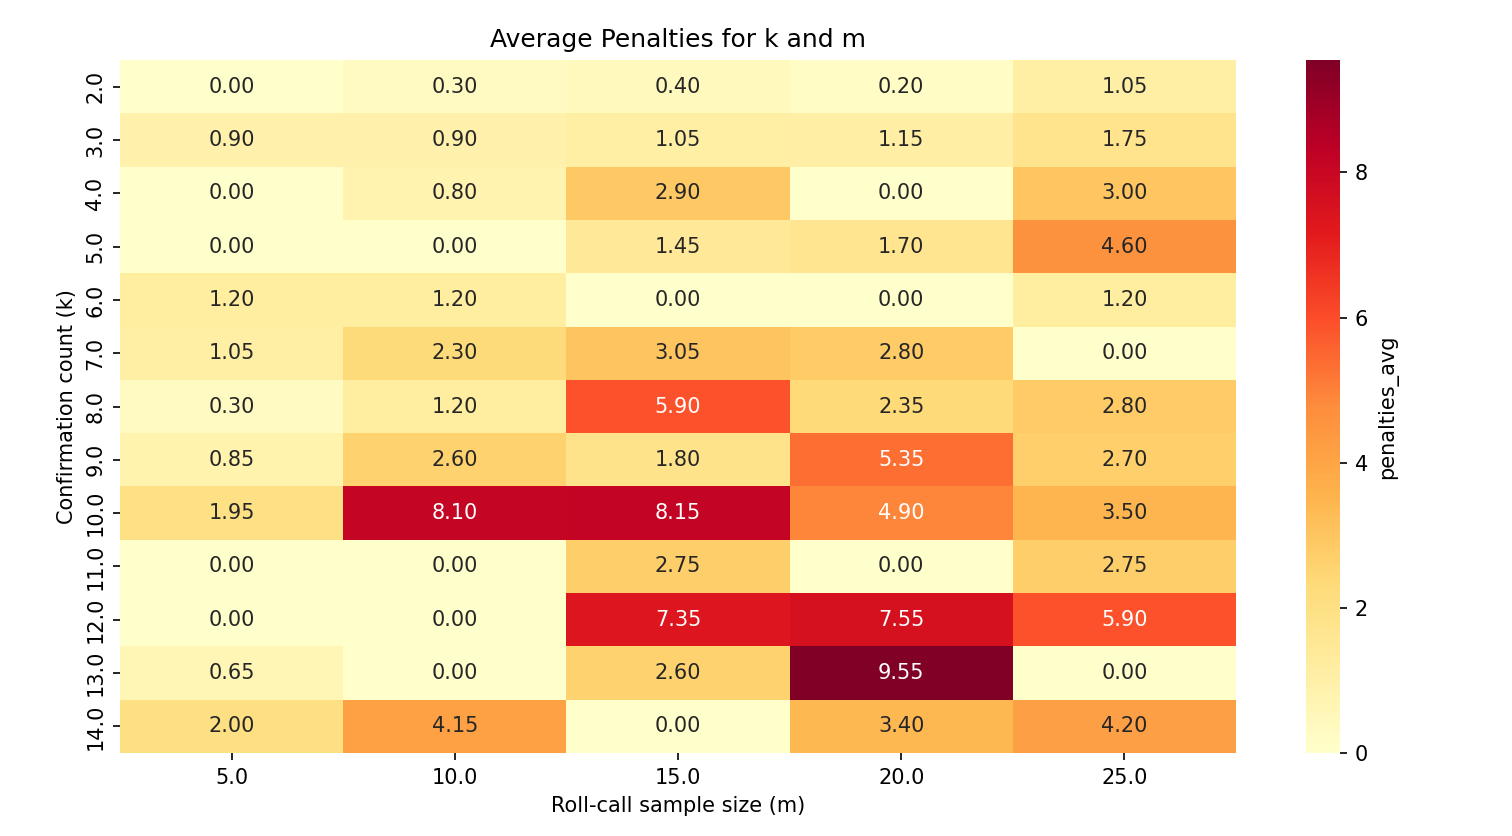 Average Penalties for k and m
2.0 0.00 0.30 0.40 0.20 1.05
3.0 0.90 0.90 1.05 1.15 1.75
4.0 0.00 0.80 2.90 0.00 3.00
5.0 0.00 0.00 1.45 1.70 4.60
6.0 1.20 1.20 0.00 0.00 1.20
7.0 1.05 2.30 3.05 2.80 0.00
8.0 0.30 1.20 5.90 2.35 2.80
9.0 0.85 2.60 1.80 5.35 2.70
10.0 1.95 8.10 8.15 4.90 3.50
11.0 0.00 0.00 2.75 0.00 2.75
12.0 0.00 0.00 7.35 7.55 5.90
13.0 0.65 0.00 2.60 9.55 0.00
14.0 2.00 4.15 0.00 3.40 4.20
5.0 10.0 15.0 20.0 25.0
Roll-call sample size (m)
Confirmation count (k)
8
6
4
2
0
penalties_avg